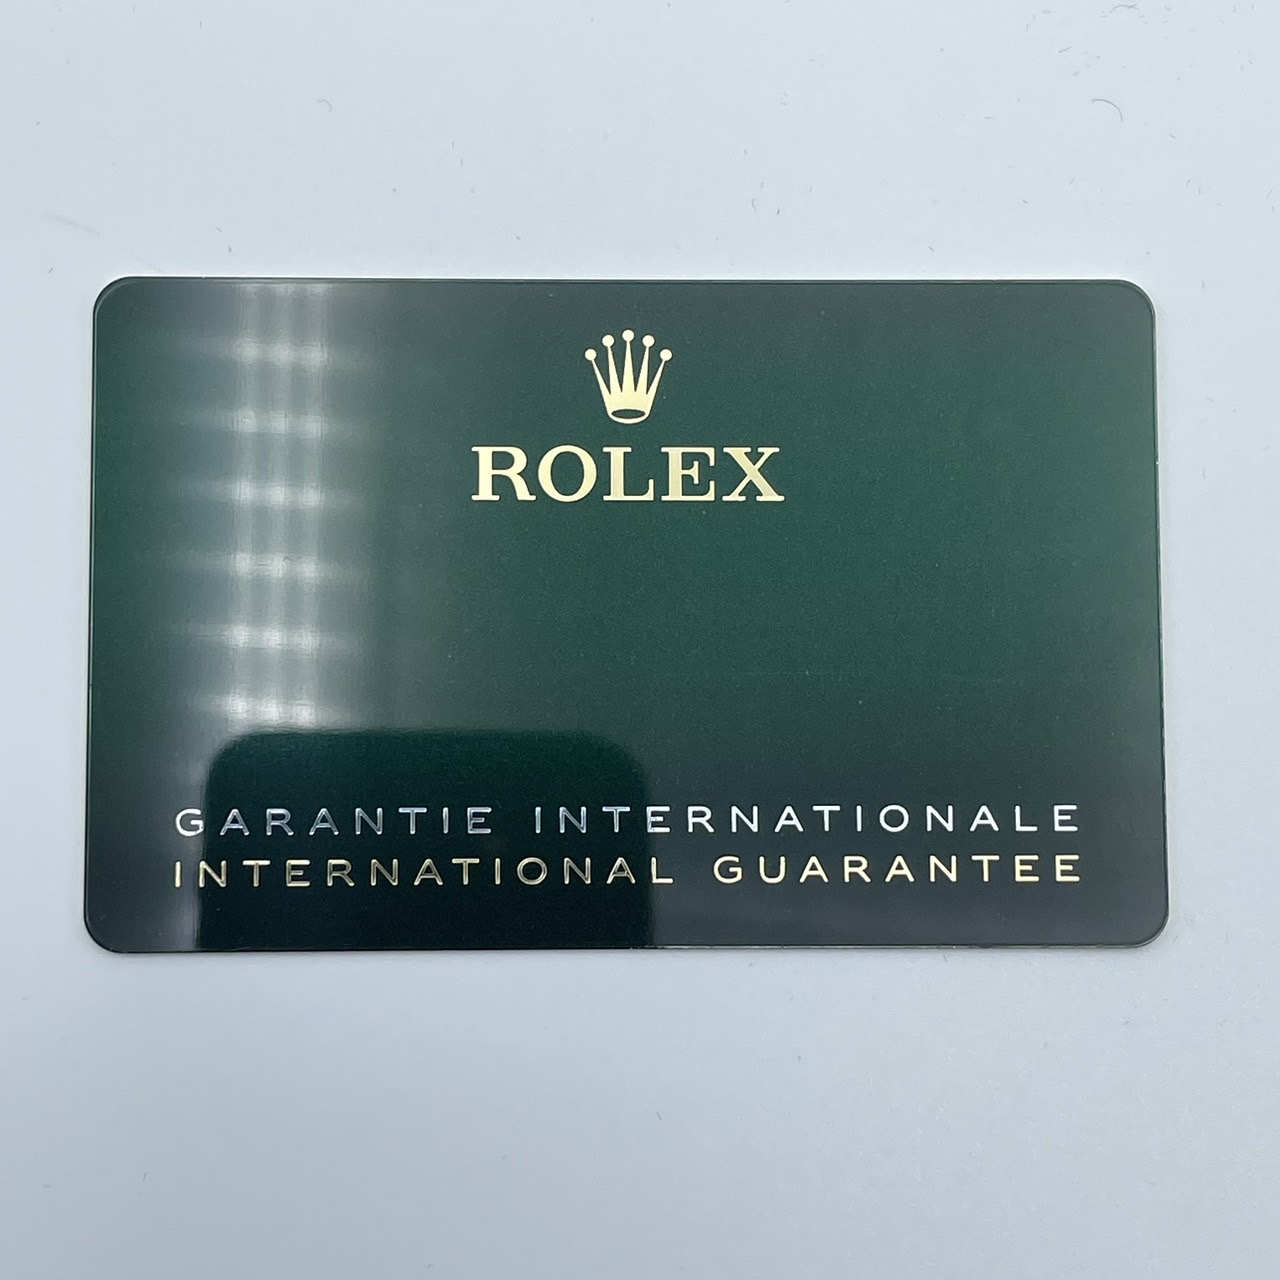 ROLEX
GARANTIE INTERNATIONALE
INTERNATIONAL GUARANTEE